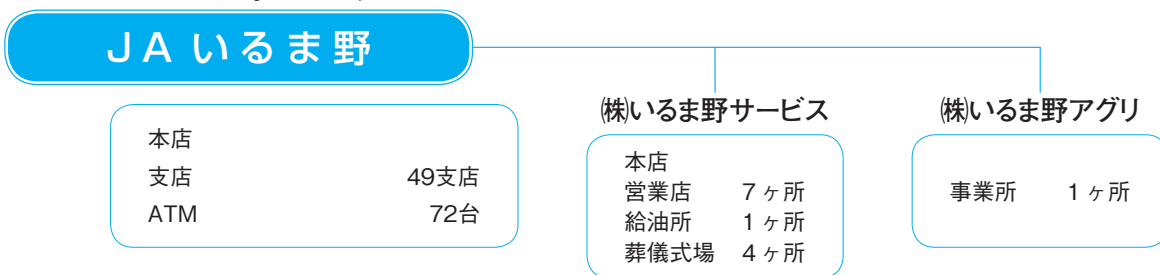 JAいるま野
本店
支店 49支店
ATM 72台
㈱いるま野サービス
本店
営業店 7ヶ所
給油所 1ヶ所
葬儀式場 4ヶ所
㈱いるま野アグリ
事業所 1ヶ所